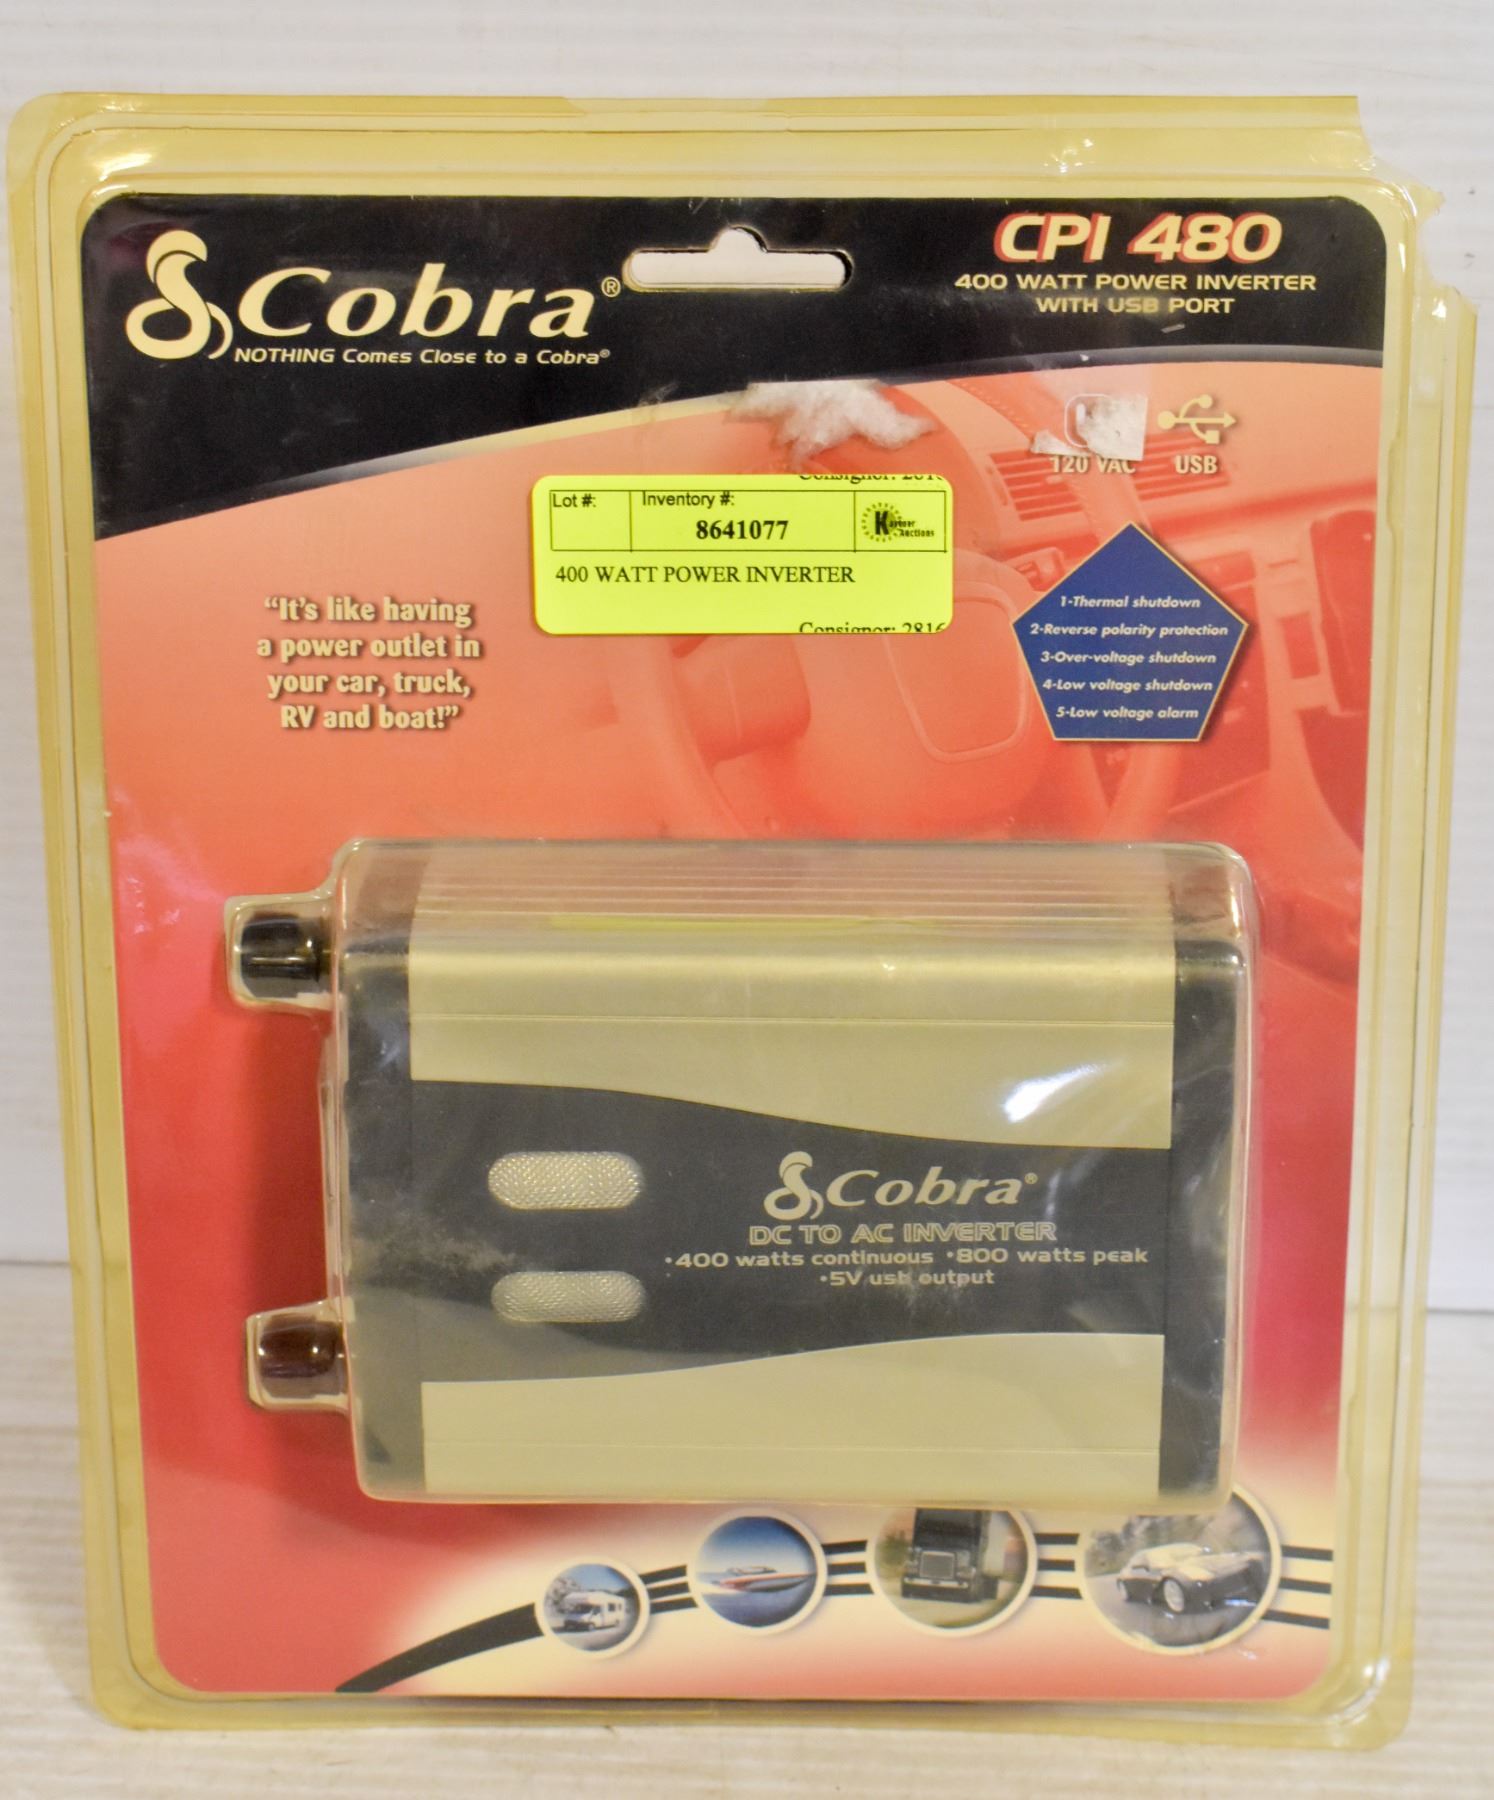 Cobra®
NOTHING Comes Close to a Cobra®
CPI 480
400 WATT POWER INVERTER
WITH USB PORT
120 VAC
USB
Lot #:
Inventory #:
8641077
Auctions
400 WATT POWER INVERTER
Consignor: 2816
"It's like having
a power outlet in
your car, truck,
RV and boat!"
1-Thermal shutdown
2-Reverse polarity protection
3-Over-voltage shutdown
4-Low voltage shutdown
5-Low voltage alarm
Cobra®
DC TO AC INVERTER
•400 watts continuous •800 watts peak
•5V usb output